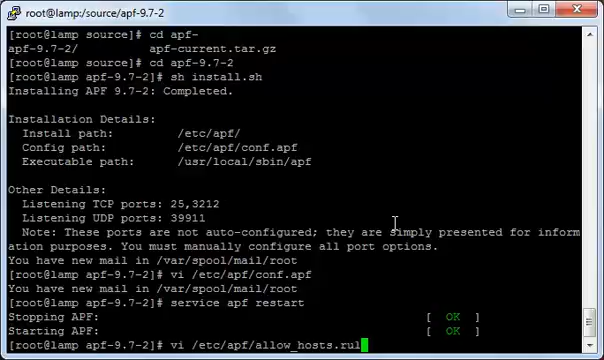 root@lamp:/source/apf-9.7-2
[root@lamp source]# cd apf-
apf-9.7-2/ apf-current.tar.gz
[root@lamp source]# cd apf-9.7-2
[root@lamp apf-9.7-2]# sh install.sh
Installing APF 9.7-2: Completed.
Installation Details:
Install path: /etc/apf/
Config path: /etc/apf/conf.apf
Executable path: /usr/local/sbin/apf
Other Details:
Listening TCP ports: 25,3212
Listening UDP ports: 39911
Note: These ports are not auto-configured; they are simply presented for inform
ation purposes. You must manually configure all port options.
You have new mail in /var/spool/mail/root
[root@lamp apf-9.7-2]# vi /etc/apf/conf.apf
You have new mail in /var/spool/mail/root
[root@lamp apf-9.7-2]# service apf restart
Stopping APF: [ OK ]
Starting APF: [ OK ]
[root@lamp apf-9.7-2]# vi /etc/apf/allow_hosts.rul